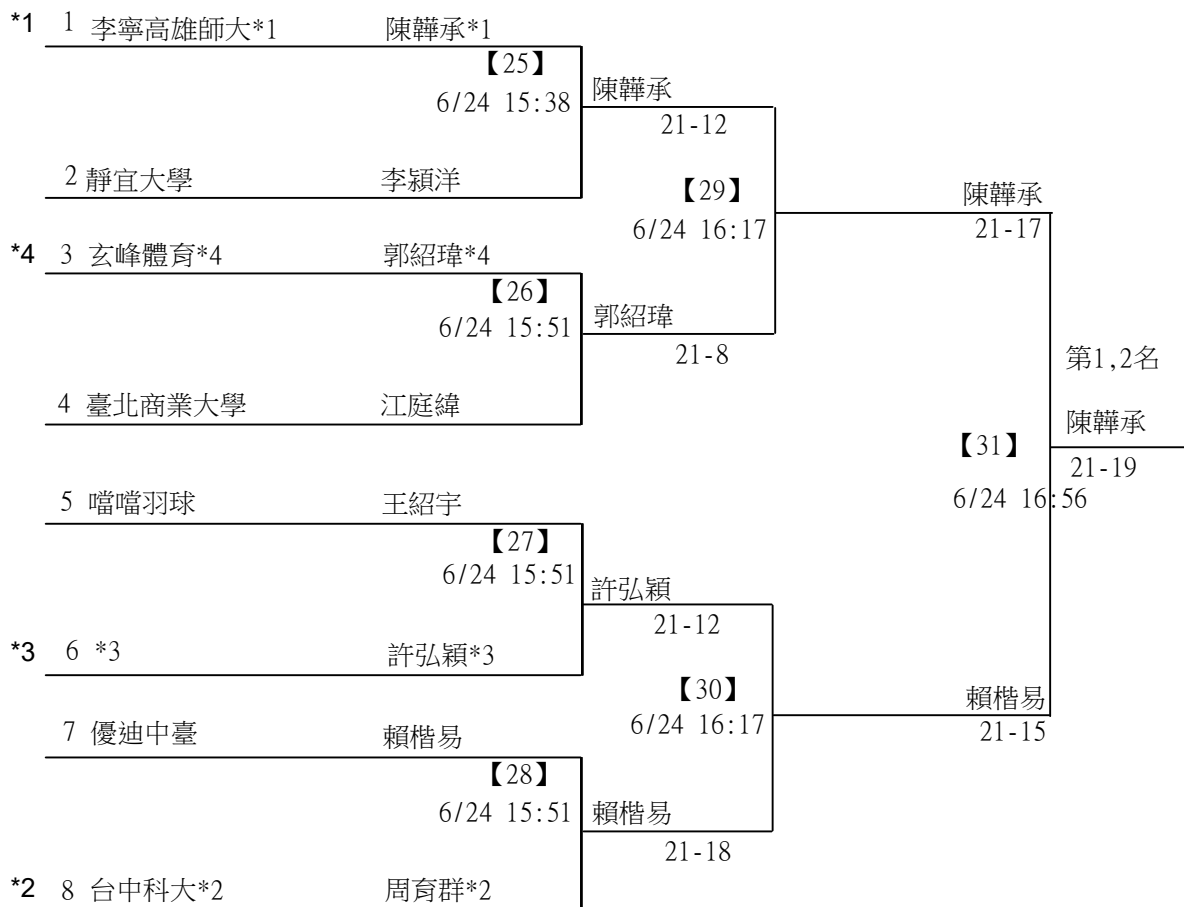 *1 1 李寧高雄師大*1 陳韡承*1
【25】
6/24 15:38
陳韡承
21-12
2 靜宜大學 李潁洋
【29】
6/24 16:17
陳韡承
21-17
*4 3 玄峰體育*4 郭紹瑋*4
【26】
6/24 15:51
郭紹瑋
21-8
4 臺北商業大學 江庭緯
第1,2名
陳韡承
【31】
21-19
6/24 16:56
5 噹噹羽球 王紹宇
【27】
6/24 15:51
許弘穎
21-12
*3 6 *3 許弘穎*3
【30】
6/24 16:17
賴楷易
21-15
7 優迪中臺 賴楷易
【28】
6/24 15:51
賴楷易
21-18
*2 8 台中科大*2 周育群*2